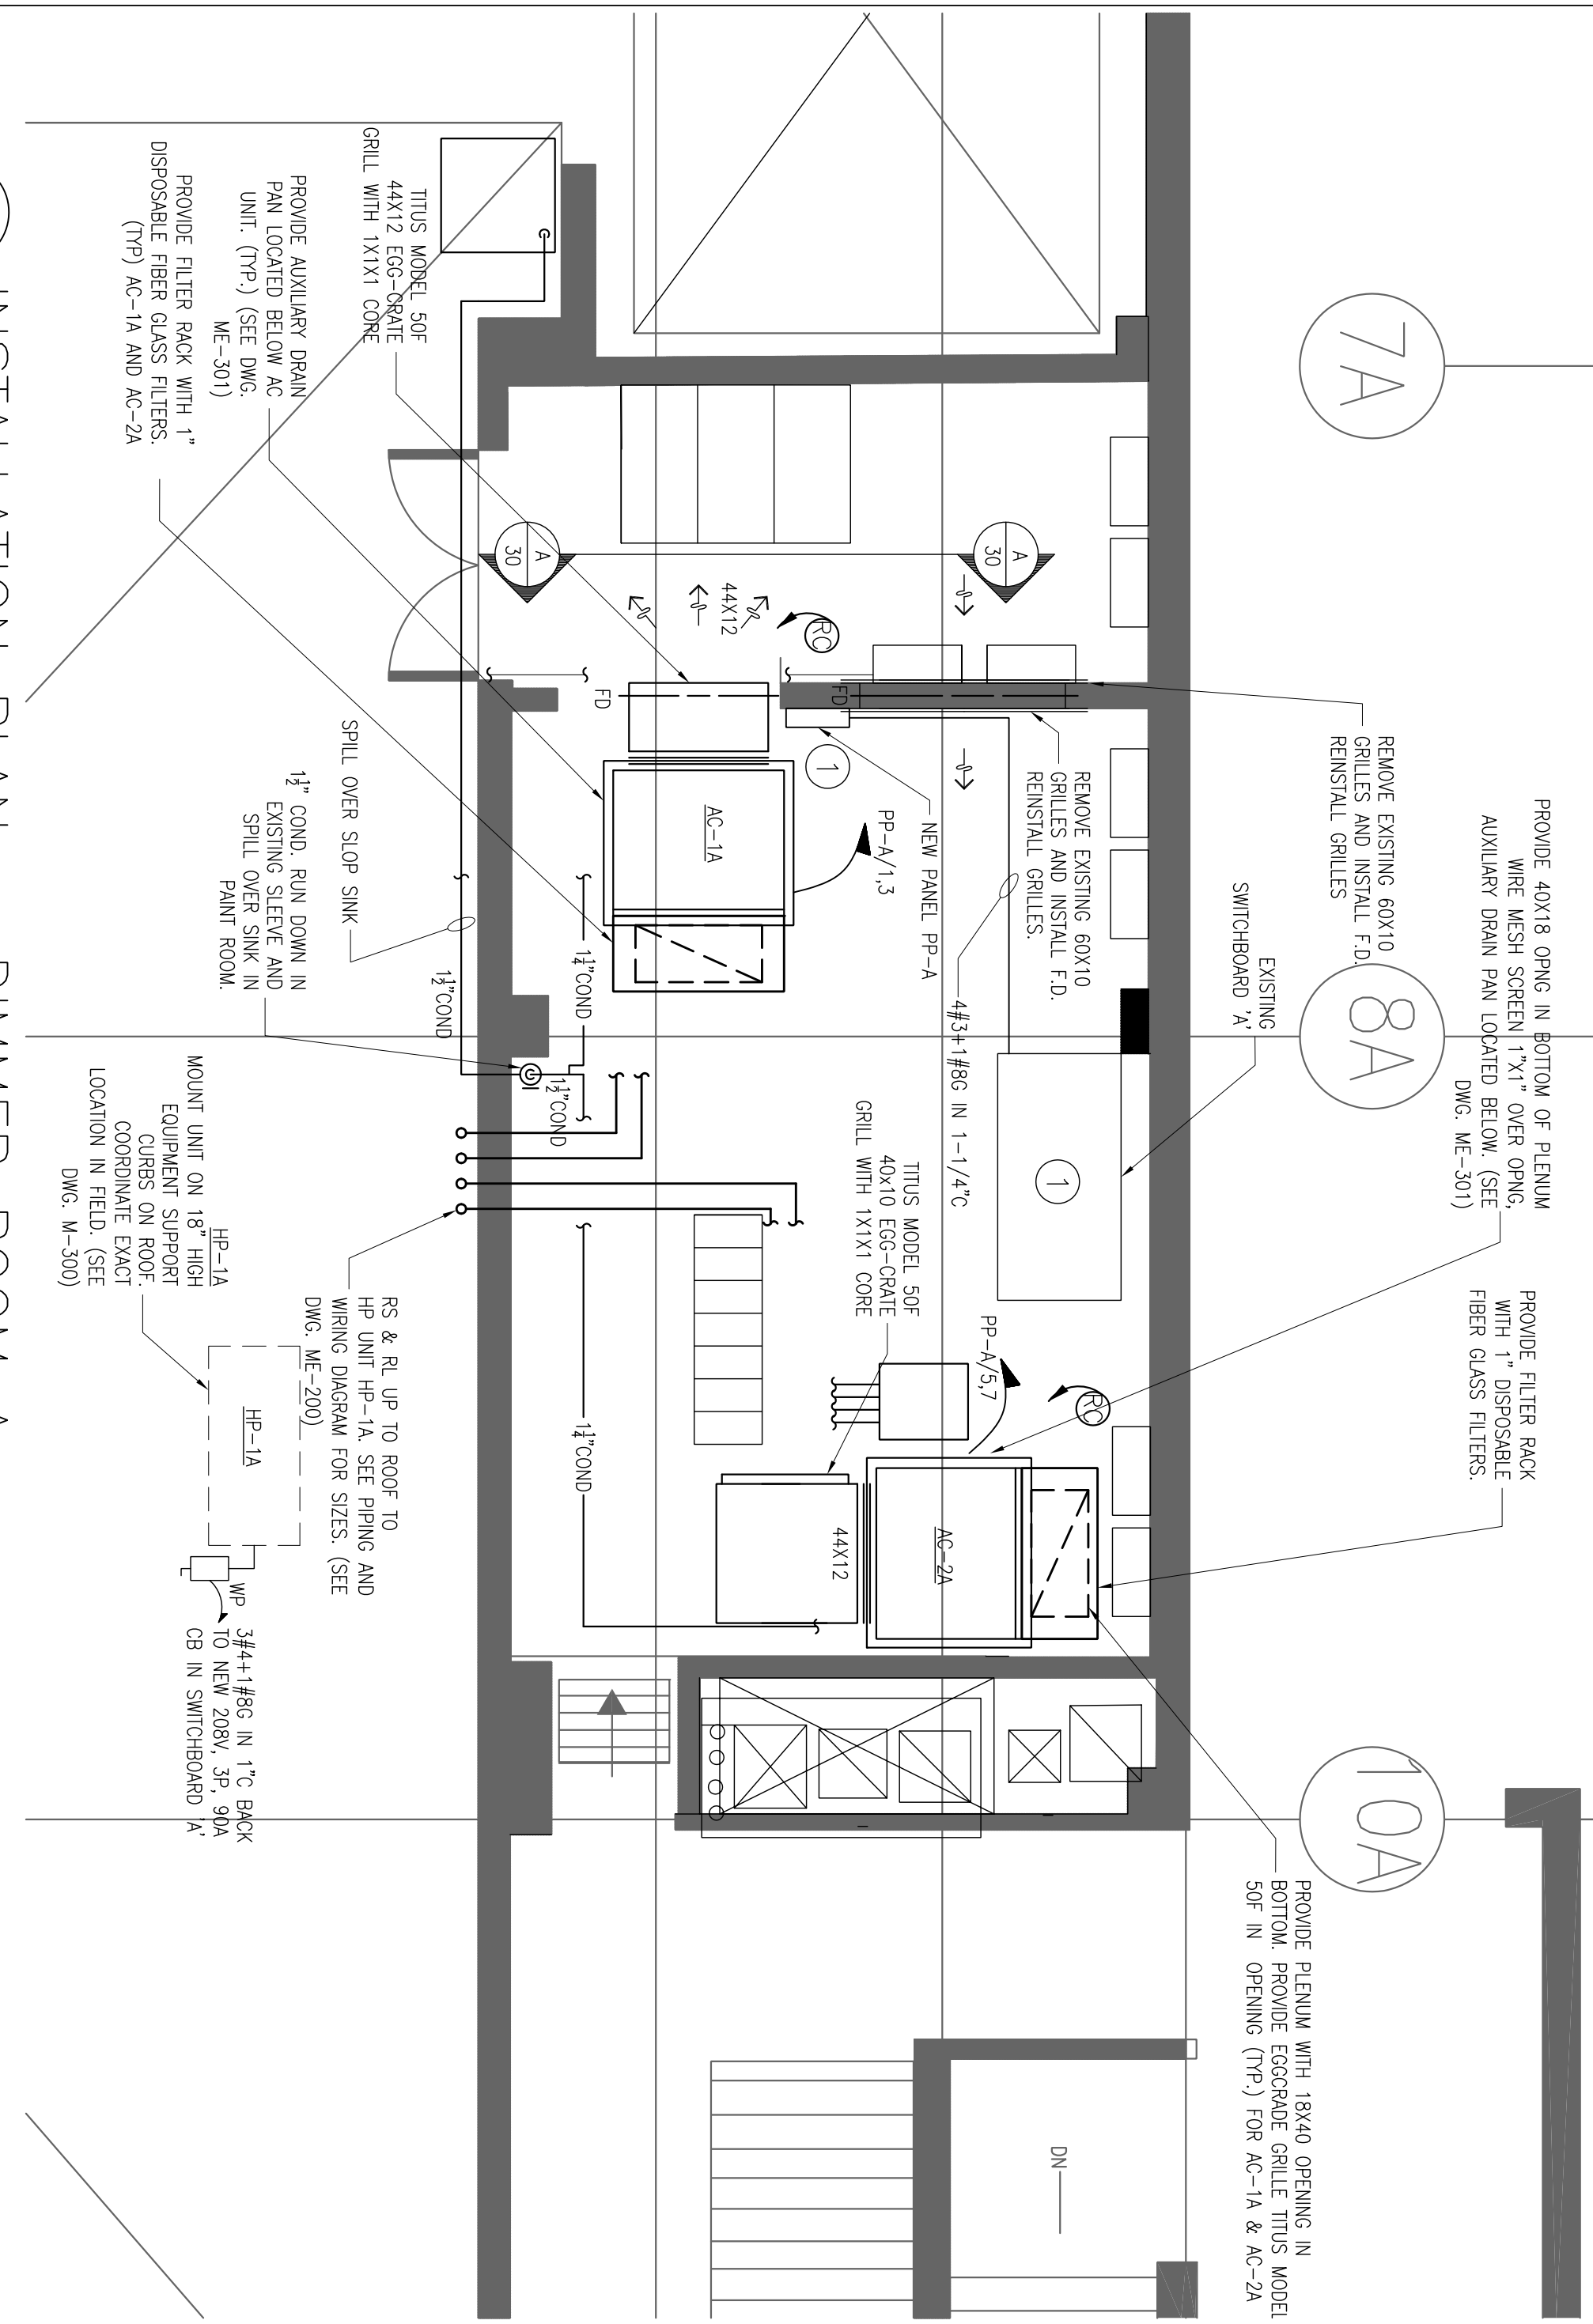 7A
8A
10A
PROVIDE 40X18 OPNG IN BOTTOM OF PLENUM
WIRE MESH SCREEN 1"X1" OVER OPNG,
AUXILIARY DRAIN PAN LOCATED BELOW. (SEE
DWG. ME-301)
PROVIDE FILTER RACK
WITH 1" DISPOSABLE
FIBER GLASS FILTERS.
REMOVE EXISTING 60X10
GRILLES AND INSTALL F.D.
REINSTALL GRILLES
EXISTING
SWITCHBOARD 'A'
PROVIDE PLENUM WITH 18X40 OPENING IN
BOTTOM. PROVIDE EGGCRADE GRILLE TITUS MODEL
50F IN OPENING (TYP.) FOR AC-1A & AC-2A
REMOVE EXISTING 60X10
GRILLES AND INSTALL F.D.
REINSTALL GRILLES.
4#3+1#8G IN 1-1/4"C
NEW PANEL PP-A
1
1
A
30
A
30
RC
RC
44X12
FD
FD
PP-A/1,3
AC-1A
PP-A/5,7
AC-2A
44X12
DN
TITUS MODEL 50F
40x10 EGG-CRATE
GRILL WITH 1X1X1 CORE
1¼"COND
1¼"COND
1½"COND
1½"COND
TITUS MODEL 50F
44X12 EGG-CRATE
GRILL WITH 1X1X1 CORE
PROVIDE AUXILIARY DRAIN
PAN LOCATED BELOW AC
UNIT. (TYP.) (SEE DWG.
ME-301)
PROVIDE FILTER RACK WITH 1"
DISPOSABLE FIBER GLASS FILTERS.
(TYP) AC-1A AND AC-2A
SPILL OVER SLOP SINK
1½" COND. RUN DOWN IN
EXISTING SLEEVE AND
SPILL OVER SINK IN
PAINT ROOM.
RS & RL UP TO ROOF TO
HP UNIT HP-1A. SEE PIPING AND
WIRING DIAGRAM FOR SIZES. (SEE
DWG. ME-200)
HP-1A
MOUNT UNIT ON 18" HIGH
EQUIPMENT SUPPORT
CURBS ON ROOF.
COORDINATE EXACT
LOCATION IN FIELD. (SEE
DWG. M-300)
HP-1A
WP
3#4+1#8G IN 1"C BACK
TO NEW 208V, 3P, 90A
CB IN SWITCHBOARD 'A'
INSTALLATION PLAN - DIMMER ROOM A